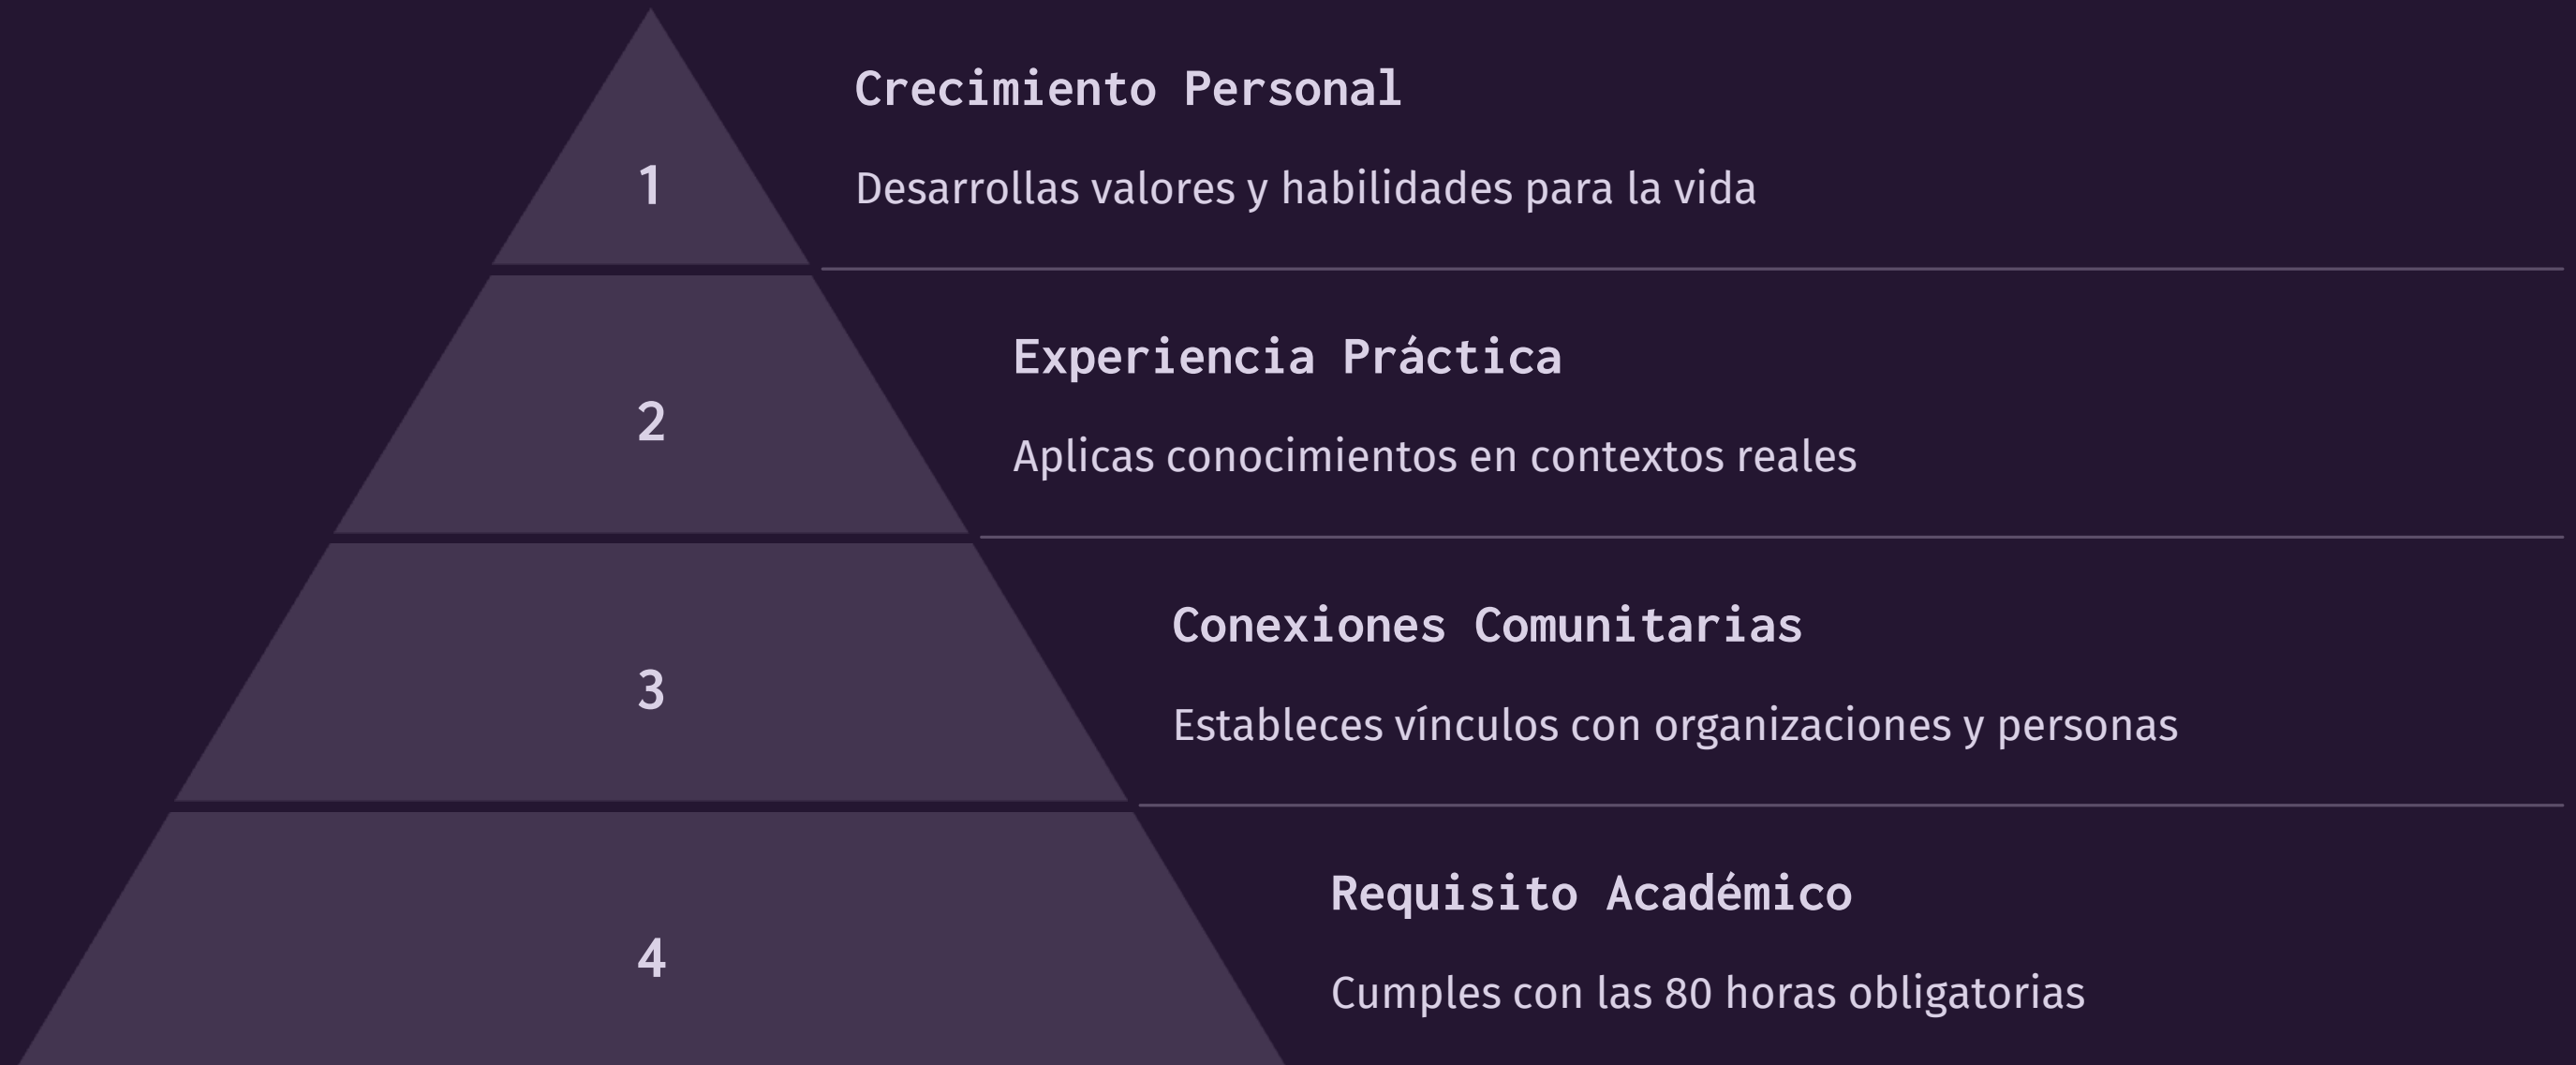 Crecimiento Personal
1
Desarrollas valores y habilidades para la vida
Experiencia Práctica
2
Aplicas conocimientos en contextos reales
Conexiones Comunitarias
3
Estableces vínculos con organizaciones y personas
Requisito Académico
4
Cumples con las 80 horas obligatorias